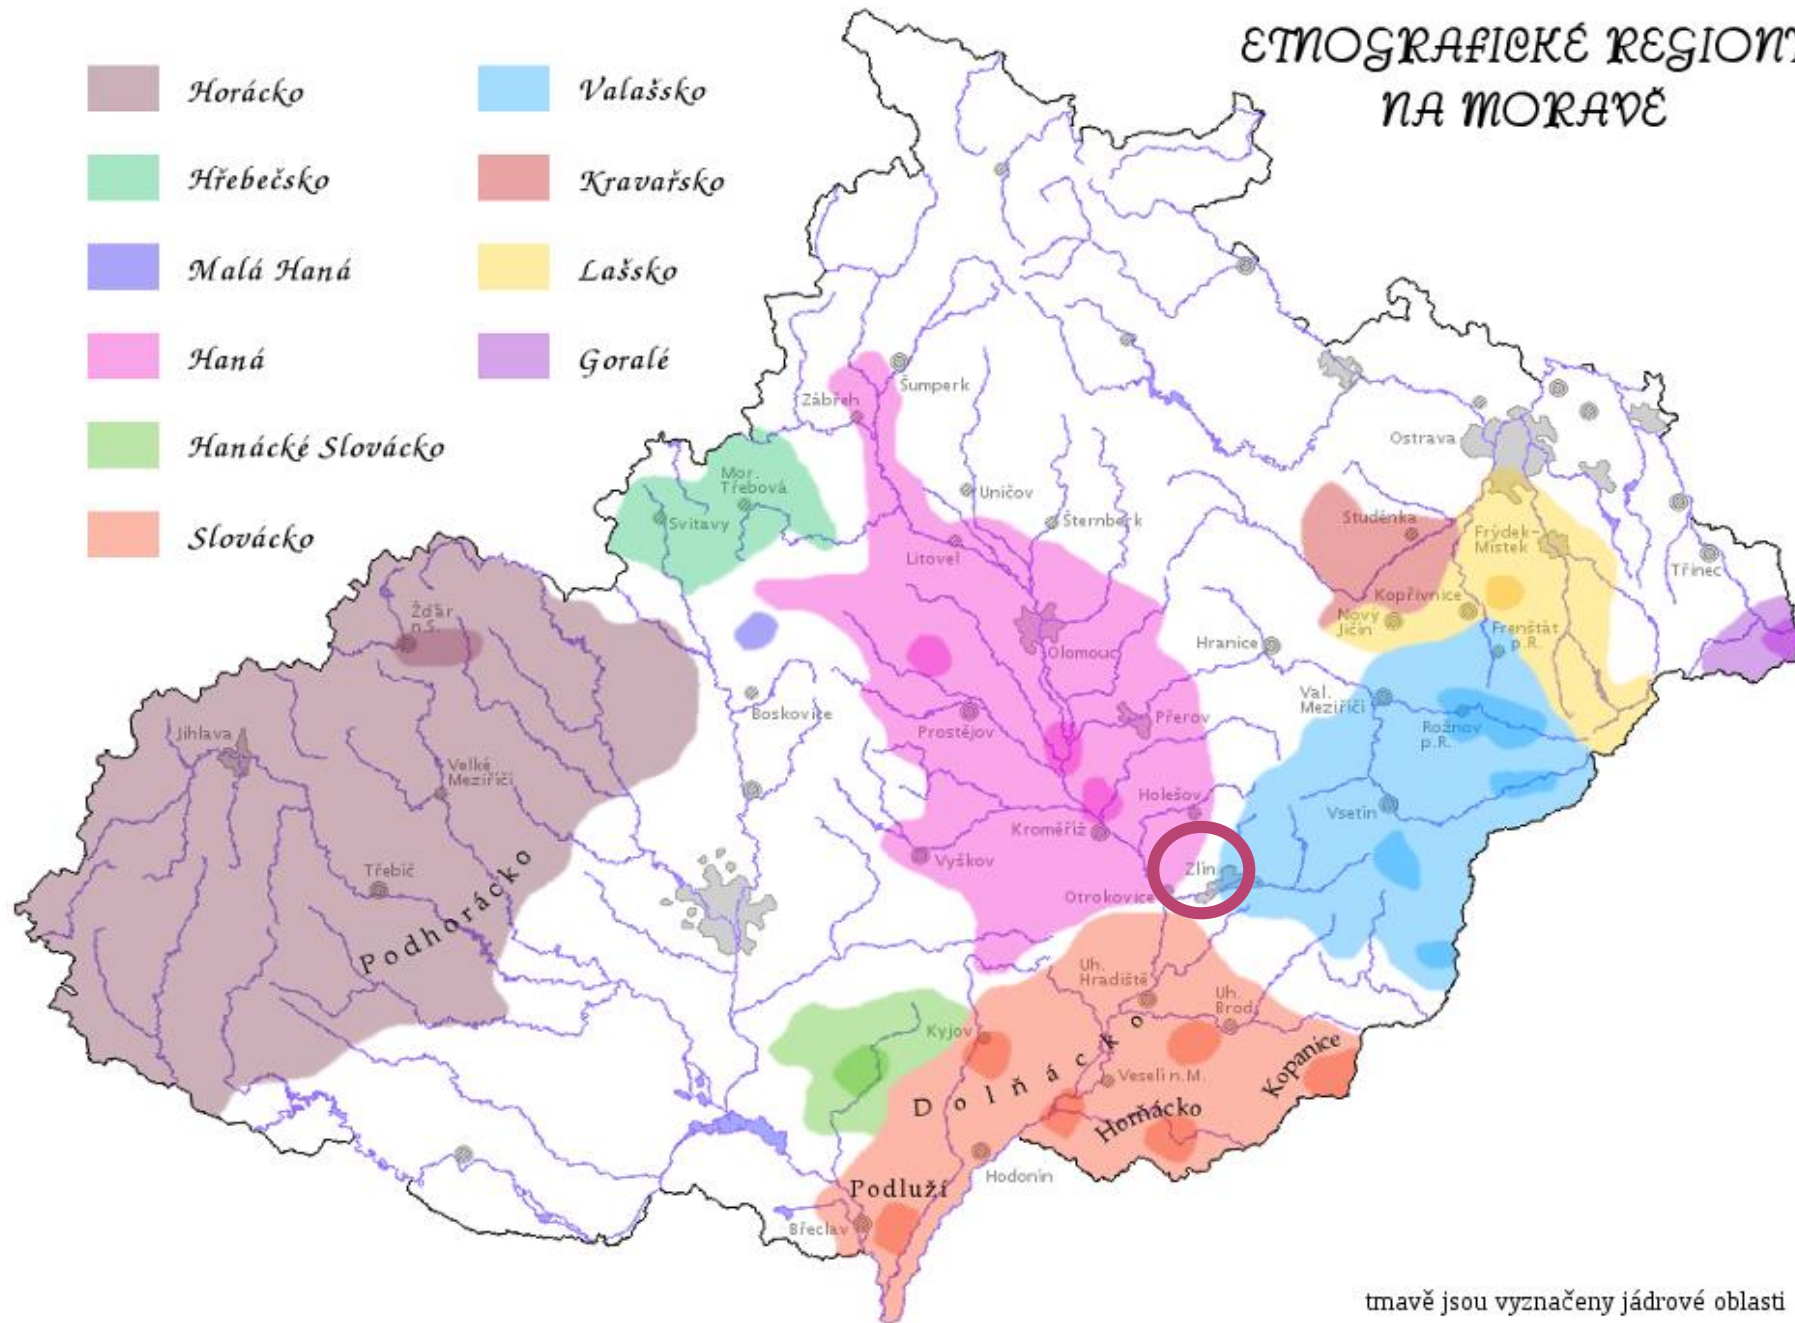 ETNOGRAFICKÉ REGIONY
NA MORAVĚ
Horácko
Hřebečsko
Malá Haná
Haná
Hanácké Slovácko
Slovácko
Valašsko
Kravařsko
Lašsko
Goralé
Šumperk
Zábřeh
Ostrava
Mor.
Třebová
Uničov
Svitavy
Šternberk
Studénka
Frýdek-
Místek
Litovel
Třinec
Kopřivnice
Žďár
n.S.
Nový
Jičín
Frenštát
p.R.
Hranice
Olomouc
Val.
Meziříčí
Boskovice
Přerov
Prostějov
Rožnov
p.R.
Jihlava
Velké
Meziříčí
Holešov
Vsetín
Kroměříž
Vyškov
Zlín
Třebíč
Otrokovice
Podhorácko
Uh.
Hradiště
Uh.
Brod
Kyjov
Dolňácko
Kopanice
Veselí n.M.
Horňácko
Hodonín
Podluží
Břeclav
tmavě jsou vyznačeny jádrové oblasti